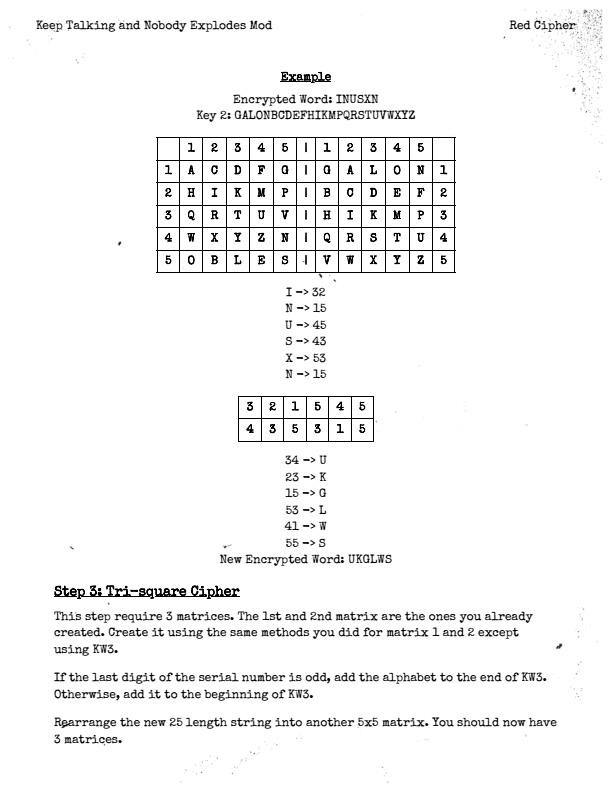 Keep Talking and Nobody Explodes Mod Red Cipher
Example
Encrypted Word: INUSXN
Key 2: GALONBCDEFHIKMPQRSTUVWXYZ
1 2 3 4 5 | 1 2 3 4 5
1 A C D F G | G A L O N 1
2 H I K M P | B C D E F 2
3 Q R T U V | H I K M P 3
4 W X Y Z N | Q R S T U 4
5 O B L E S | V W X Y Z 5
I -> 32
N -> 15
U -> 45
S -> 43
X -> 53
N -> 15
3 2 1 5 4 5
4 3 5 3 1 5
34 -> U
23 -> K
15 -> G
53 -> L
41 -> W
55 -> S
New Encrypted Word: UKGLWS
Step 3: Tri-square Cipher
This step require 3 matrices. The 1st and 2nd matrix are the ones you already
created. Create it using the same methods you did for matrix 1 and 2 except
using KW3.
If the last digit of the serial number is odd, add the alphabet to the end of KW3.
Otherwise, add it to the beginning of KW3.
Rearrange the new 25 length string into another 5x5 matrix. You should now have
3 matrices.